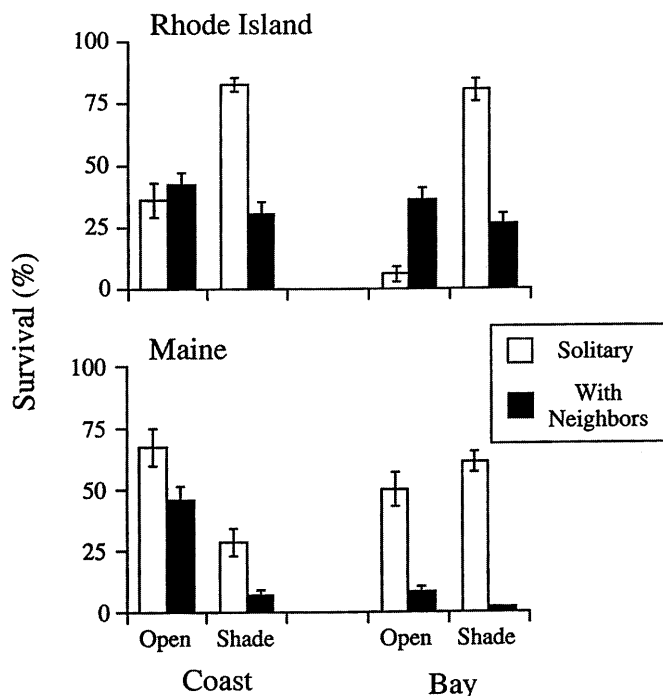 Rhode Island
100
75
50
25
0
Survival (%)
Maine
100
75
50
25
0
Solitary
With
Neighbors
Open Shade Open Shade
Coast Bay